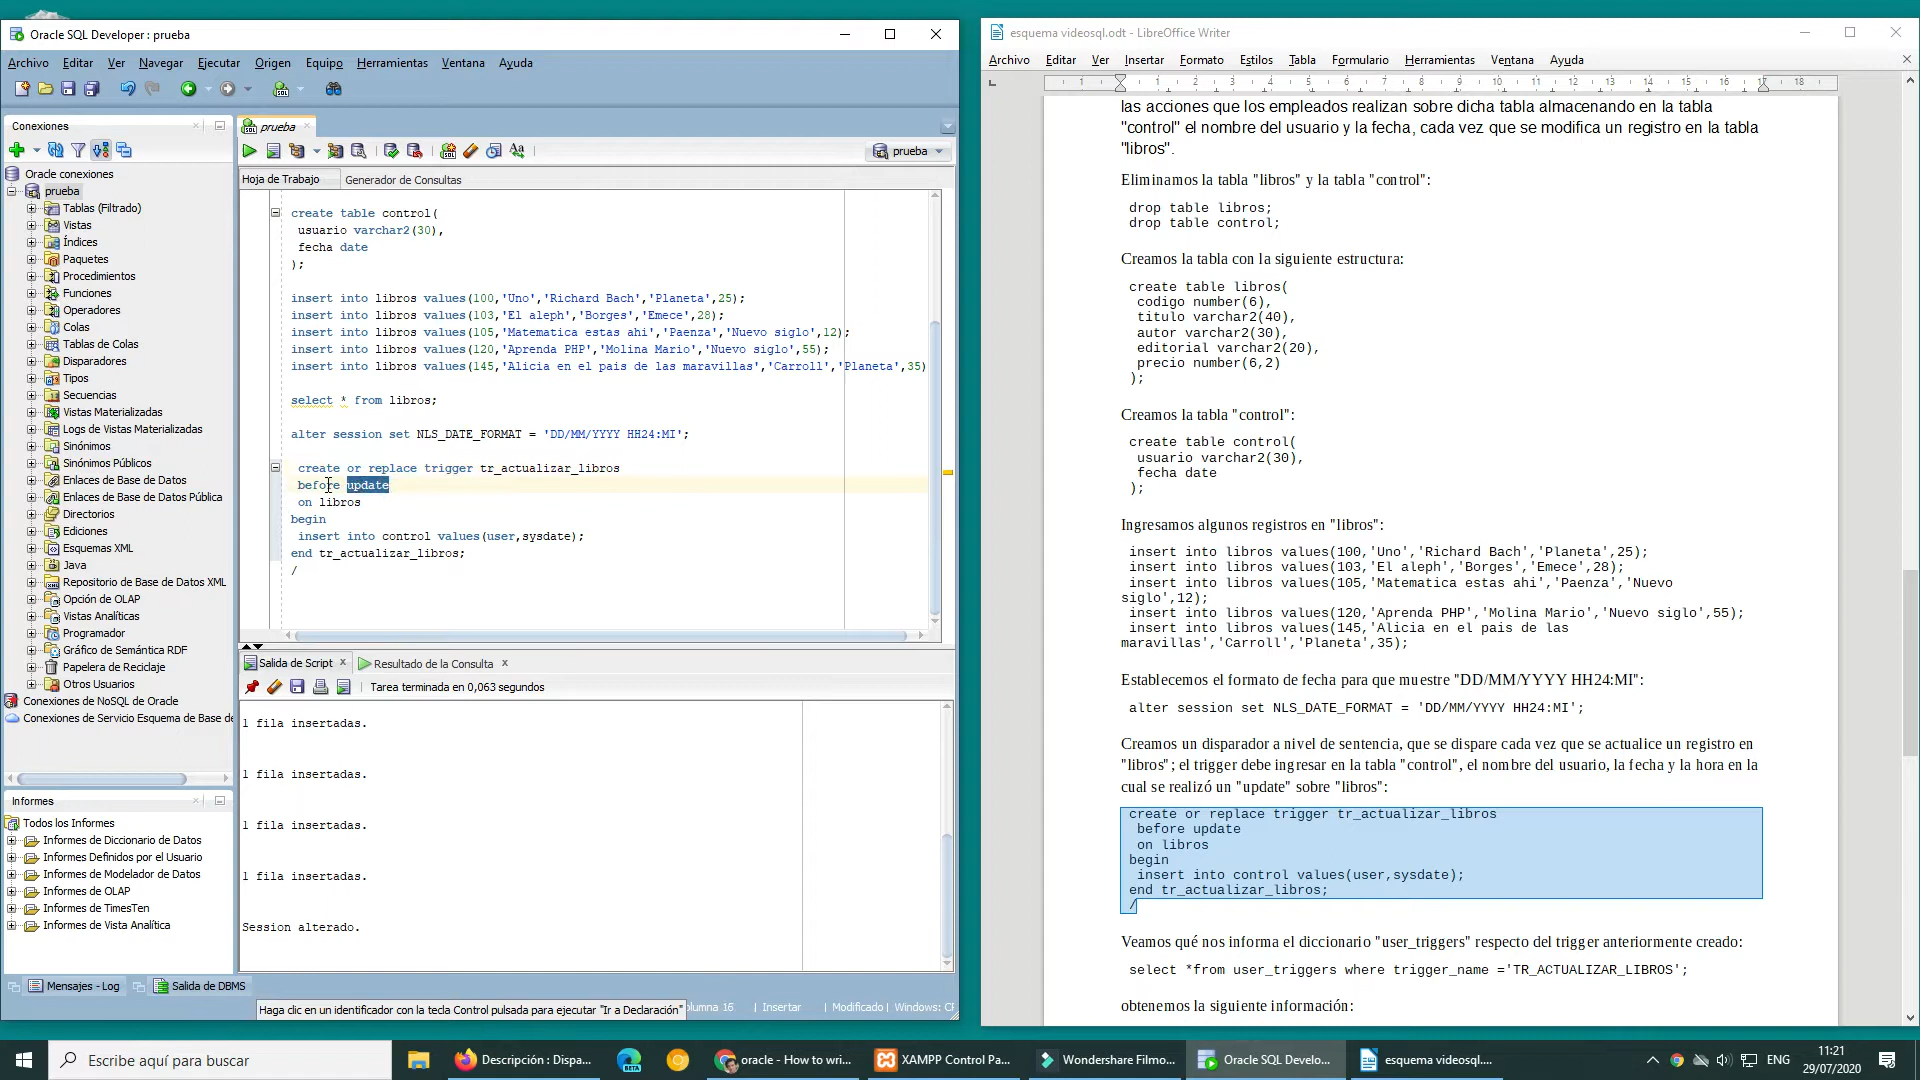 Oracle SQL Developer : prueba
Archivo Editar Ver Navegar Ejecutar Origen Equipo Herramientas Ventana Ayuda
Conexiones
Oracle conexiones
prueba
Tablas (Filtrado)
Vistas
Índices
Paquetes
Procedimientos
Funciones
Operadores
Colas
Tablas de Colas
Disparadores
Tipos
Secuencias
Vistas Materializadas
Logs de Vistas Materializadas
Sinónimos
Sinónimos Públicos
Enlaces de Base de Datos
Enlaces de Base de Datos Pública
Directorios
Ediciones
Esquemas XML
Java
Repositorio de Base de Datos XML
Opción de OLAP
Vistas Analíticas
Programador
Gráfico de Semántica RDF
Papelera de Reciclaje
Otros Usuarios
Conexiones de NoSQL de Oracle
Conexiones de Servicio Esquema de Base de
Informes
Todos los Informes
Informes de Diccionario de Datos
Informes Definidos por el Usuario
Informes de Modelador de Datos
Informes de OLAP
Informes de TimesTen
Informes de Vista Analítica
Mensajes - Log
Salida de DBMS
prueba
prueba
Hoja de Trabajo
Generador de Consultas
create table control(
usuario varchar2(30),
fecha date
);
insert into libros values(100,'Uno','Richard Bach','Planeta',25);
insert into libros values(103,'El aleph','Borges','Emece',28);
insert into libros values(105,'Matematica estas ahi','Paenza','Nuevo siglo',12);
insert into libros values(120,'Aprenda PHP','Molina Mario','Nuevo siglo',55);
insert into libros values(145,'Alicia en el pais de las maravillas','Carroll','Planeta',35)
select * from libros;
alter session set NLS_DATE_FORMAT = 'DD/MM/YYYY HH24:MI';
create or replace trigger tr_actualizar_libros
before update
on libros
begin
insert into control values(user,sysdate);
end tr_actualizar_libros;
/
Salida de Script x
Resultado de la Consulta x
Tarea terminada en 0,063 segundos
1 fila insertadas.
1 fila insertadas.
1 fila insertadas.
1 fila insertadas.
Session alterado.
Haga clic en un identificador con la tecla Control pulsada para ejecutar "Ir a Declaración"
olumna 16 | Insertar | Modificado | Windows: CF
esquema videosql.odt - LibreOffice Writer
Archivo Editar Ver Insertar Formato Estilos Tabla Formulario Herramientas Ventana Ayuda
1 1 2 3 4 5 6 7 8 9 10 11 12 13 14 15 16 17 18
las acciones que los empleados realizan sobre dicha tabla almacenando en la tabla
"control" el nombre del usuario y la fecha, cada vez que se modifica un registro en la tabla
"libros".
Eliminamos la tabla "libros" y la tabla "control":
drop table libros;
drop table control;
Creamos la tabla con la siguiente estructura:
create table libros(
codigo number(6),
titulo varchar2(40),
autor varchar2(30),
editorial varchar2(20),
precio number(6,2)
);
Creamos la tabla "control":
create table control(
usuario varchar2(30),
fecha date
);
Ingresamos algunos registros en "libros":
insert into libros values(100,'Uno','Richard Bach','Planeta',25);
insert into libros values(103,'El aleph','Borges','Emece',28);
insert into libros values(105,'Matematica estas ahi','Paenza','Nuevo
siglo',12);
insert into libros values(120,'Aprenda PHP','Molina Mario','Nuevo siglo',55);
insert into libros values(145,'Alicia en el pais de las
maravillas','Carroll','Planeta',35);
Establecemos el formato de fecha para que muestre "DD/MM/YYYY HH24:MI":
alter session set NLS_DATE_FORMAT = 'DD/MM/YYYY HH24:MI';
Creamos un disparador a nivel de sentencia, que se dispare cada vez que se actualice un registro en
"libros"; el trigger debe ingresar en la tabla "control", el nombre del usuario, la fecha y la hora en la
cual se realizó un "update" sobre "libros":
create or replace trigger tr_actualizar_libros
before update
on libros
begin
insert into control values(user,sysdate);
end tr_actualizar_libros;
/
Veamos qué nos informa el diccionario "user_triggers" respecto del trigger anteriormente creado:
select *from user_triggers where trigger_name ='TR_ACTUALIZAR_LIBROS';
obtenemos la siguiente información:
Escribe aquí para buscar
Descripción : Dispa...
BETA
oracle - How to wri...
XAMPP Control Pa...
Wondershare Filmo...
Oracle SQL Develo...
esquema videosql....
ENG
11:21
29/07/2020